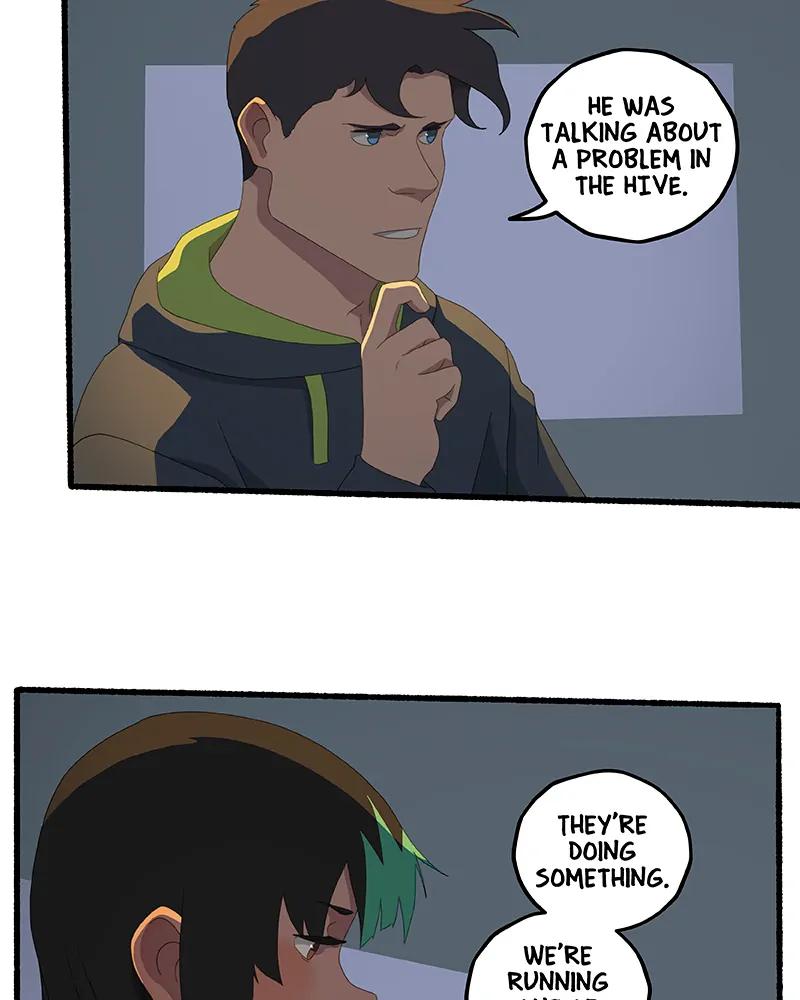 HE WAS
TALKING ABOUT
A PROBLEM IN
THE HIVE.
THEY'RE
DOING
SOMETHING.
WE'RE
RUNNING